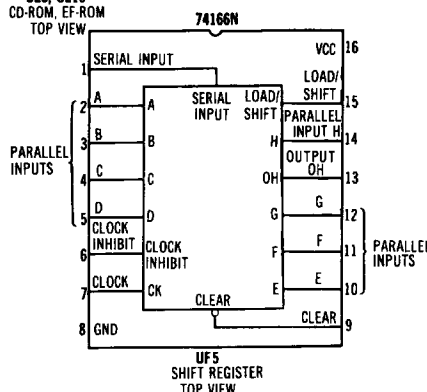 CD-ROM, EF-ROM
TOP VIEW
74166N
VCC 16
1 SERIAL INPUT
LOAD/
SHIFT 15
SERIAL
INPUT
LOAD/
SHIFT
2 A A
PARALLEL
INPUT H 14
H
3 B B
PARALLEL
INPUTS
OUTPUT
OH 13
OH
4 C C
G 12
G
5 D D
F 11
F
CLOCK
INHIBIT
6
CLOCK
INHIBIT
PARALLEL
INPUTS
E 10
E
7 CLOCK CK
CLEAR
CLEAR 9
8 GND
UF5
SHIFT REGISTER
TOP VIEW